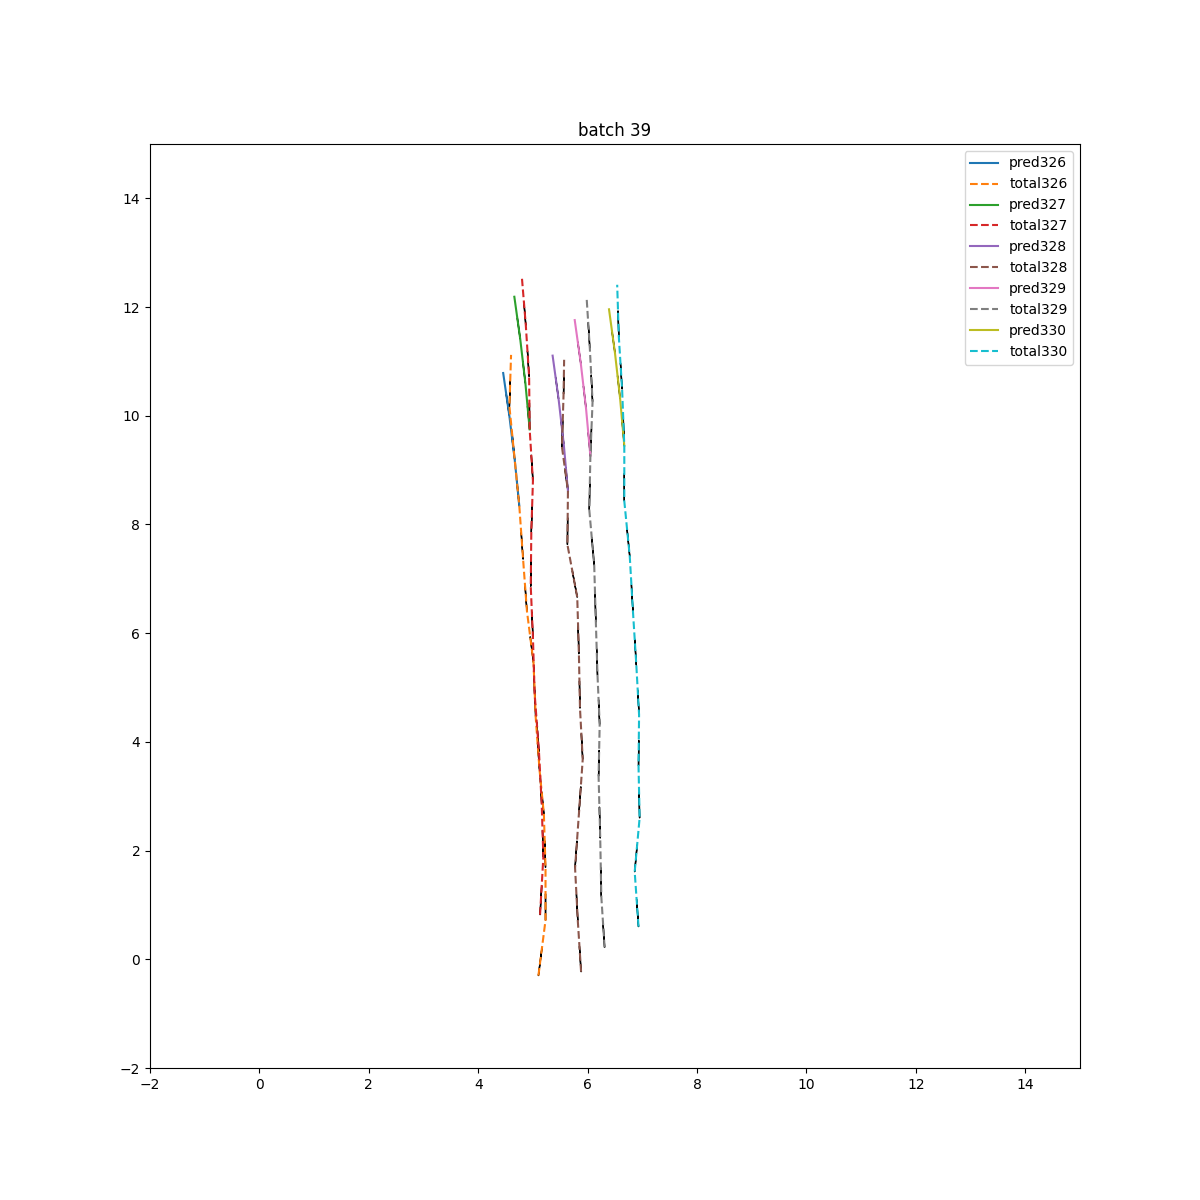 batch 39
pred326
total326
pred327
total327
pred328
total328
pred329
total329
pred330
total330
14
12
10
8
6
4
2
0
−2
−2 0 2 4 6 8 10 12 14